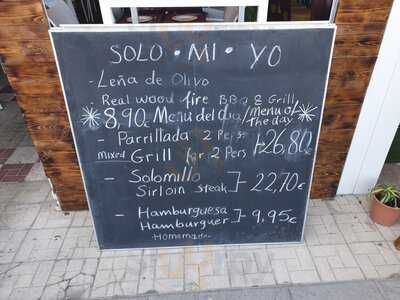 SOLO · MI · YO
- Leña de Olivo
Real wood fire BBQ & Grill
8,90 Menu del dia/menu of the day
- Parrillada 2 Pers
Mixed Grill for 2 Pers }-26,80€
- Solomillo
Sirloin steak }- 22,70€
- Hamburguesa
Hamburguer }- 9,95€
-Homemade-